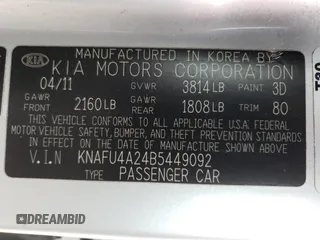 MANUFACTURED IN KOREA BY
KIA KIA MOTORS CORPORATION
04/11 GVWR 3814LB PAINT 3D
GAWR FRONT 2160LB GAWR REAR 1808LB TRIM 80
THIS VEHICLE CONFORMS TO ALL APPLICABLE
FEDERAL MOTOR VEHICLE SAFETY, BUMPER, AND
THEFT PREVENTION STANDARDS IN EFFECT ON
THE DATE OF MANUFACTURE SHOWN ABOVE.
V.I.N KNAFU4A24B5449092
TYPE PASSENGER CAR